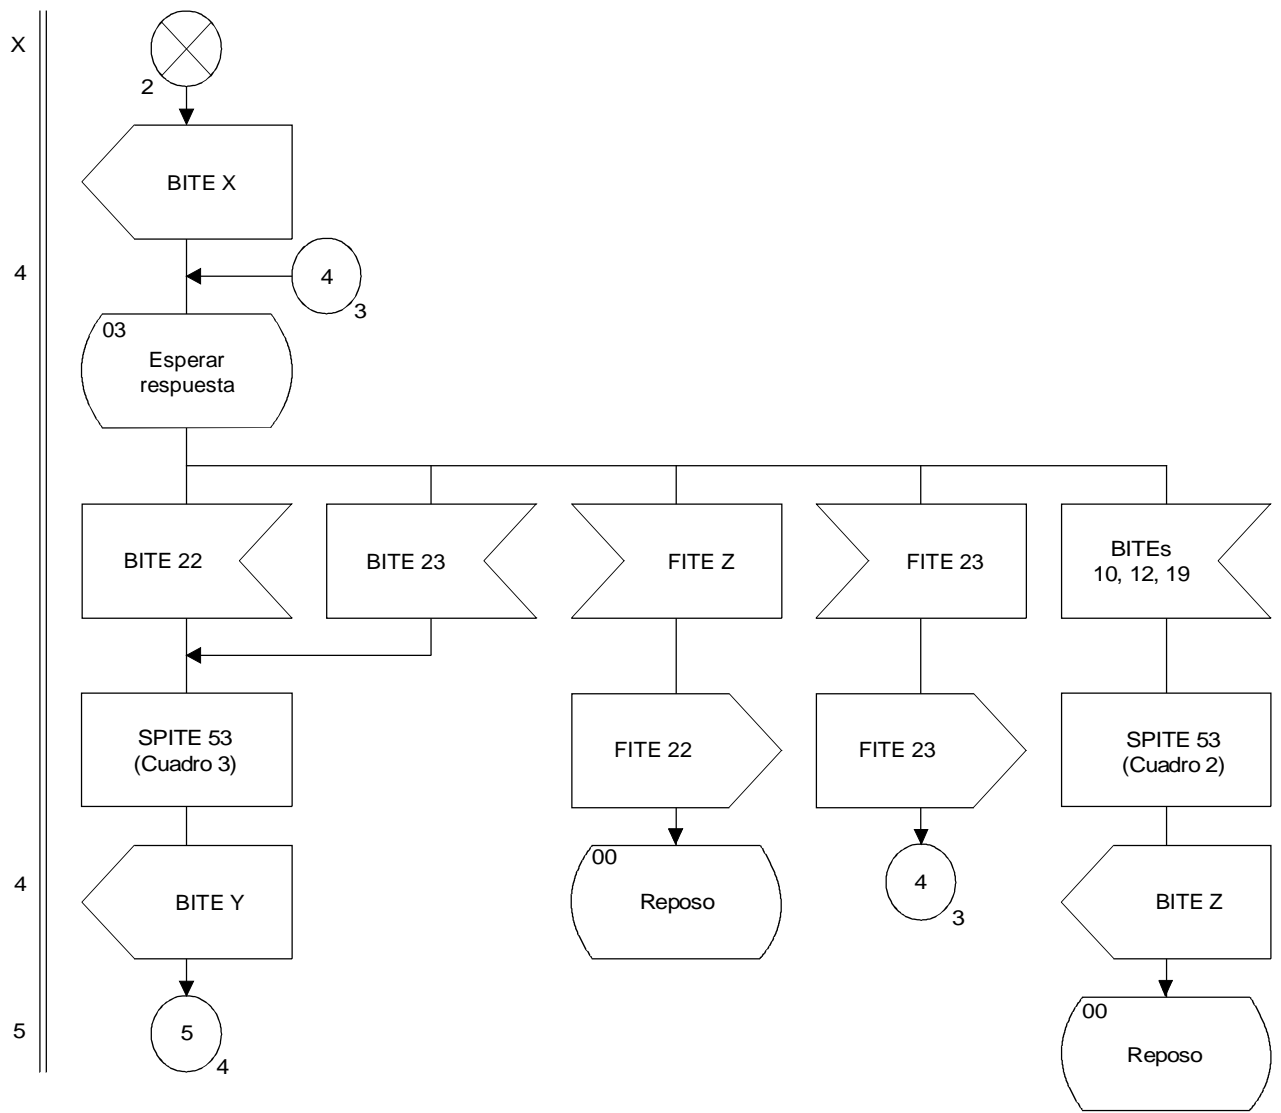 X
2
BITE X
4
4
3
03
Esperar
respuesta
BITE 22
BITE 23
FITE Z
FITE 23
BITEs
10, 12, 19
SPITE 53
(Cuadro 3)
FITE 22
FITE 23
SPITE 53
(Cuadro 2)
4
BITE Y
00
Reposo
4
3
BITE Z
5
5
4
00
Reposo